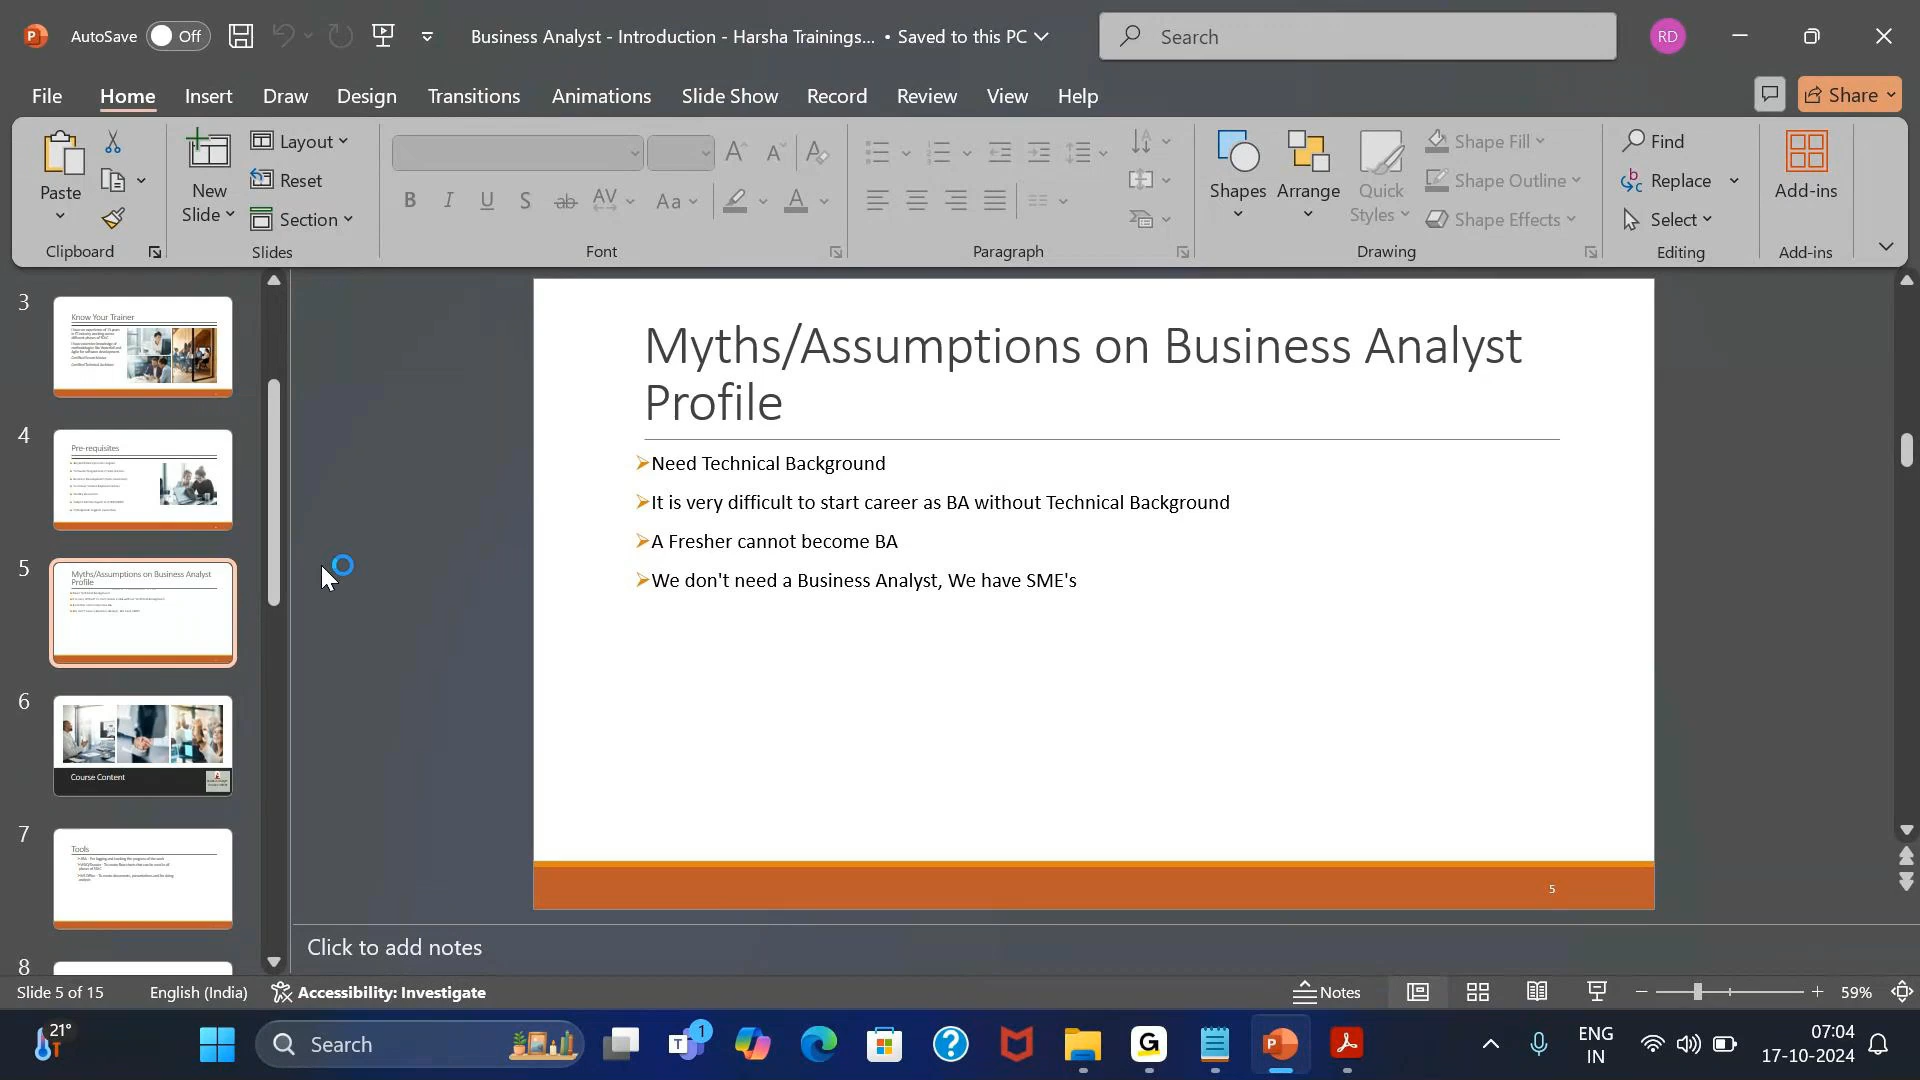 AutoSave Off
Business Analyst - Introduction - Harsha Trainings... • Saved to this PC
Search
RD
File Home Insert Draw Design Transitions Animations Slide Show Record Review View Help
Share
Paste
Clipboard
New Slide
Layout
Reset
Section
Slides
Font
Paragraph
Shapes
Arrange
Quick Styles
Shape Fill
Shape Outline
Shape Effects
Drawing
Find
Replace
Select
Editing
Add-ins
Add-ins
3
Know Your Trainer
4
Pre-requisites
5
Myths/Assumptions on Business Analyst
Profile
6
Course Content
7
Tools
8
Myths/Assumptions on Business Analyst
Profile
Need Technical Background
It is very difficult to start career as BA without Technical Background
A Fresher cannot become BA
We don't need a Business Analyst, We have SME's
5
Click to add notes
Slide 5 of 15
English (India)
Accessibility: Investigate
Notes
59%
21°
Search
1
ENG
IN
07:04
17-10-2024